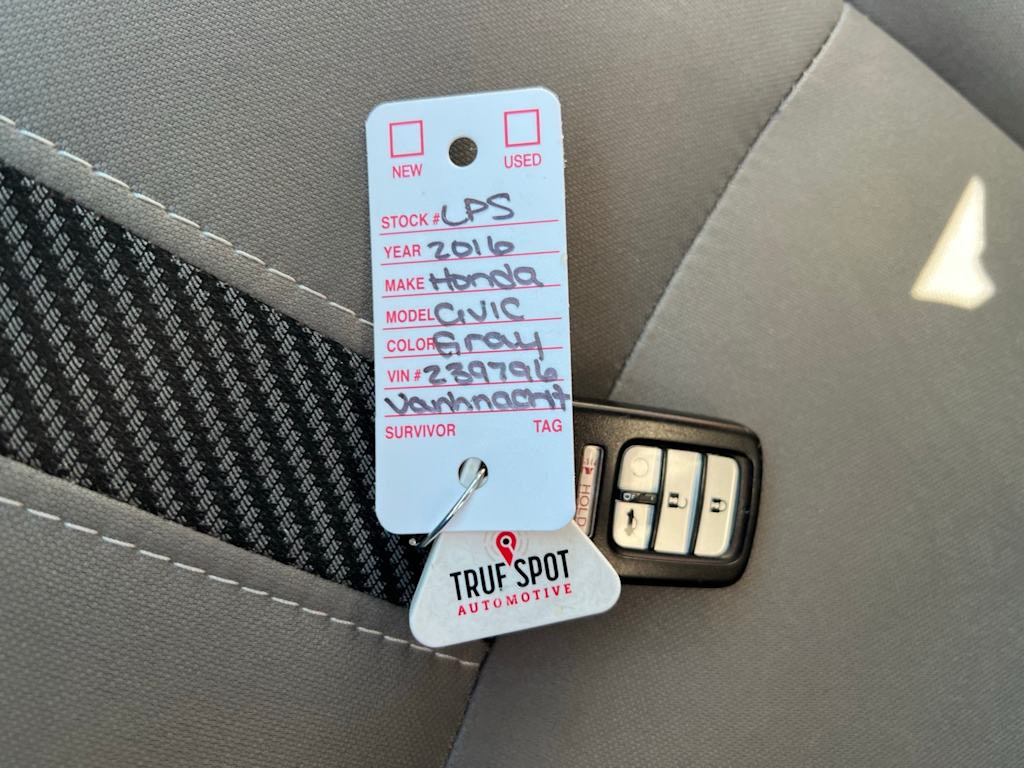 NEW USED
STOCK # LPS
YEAR 2016
MAKE Honda
MODEL Civic
COLOR Gray
VIN # 239796
SURVIVOR TAG
HOLD
TRUE SPOT
AUTOMOTIVE